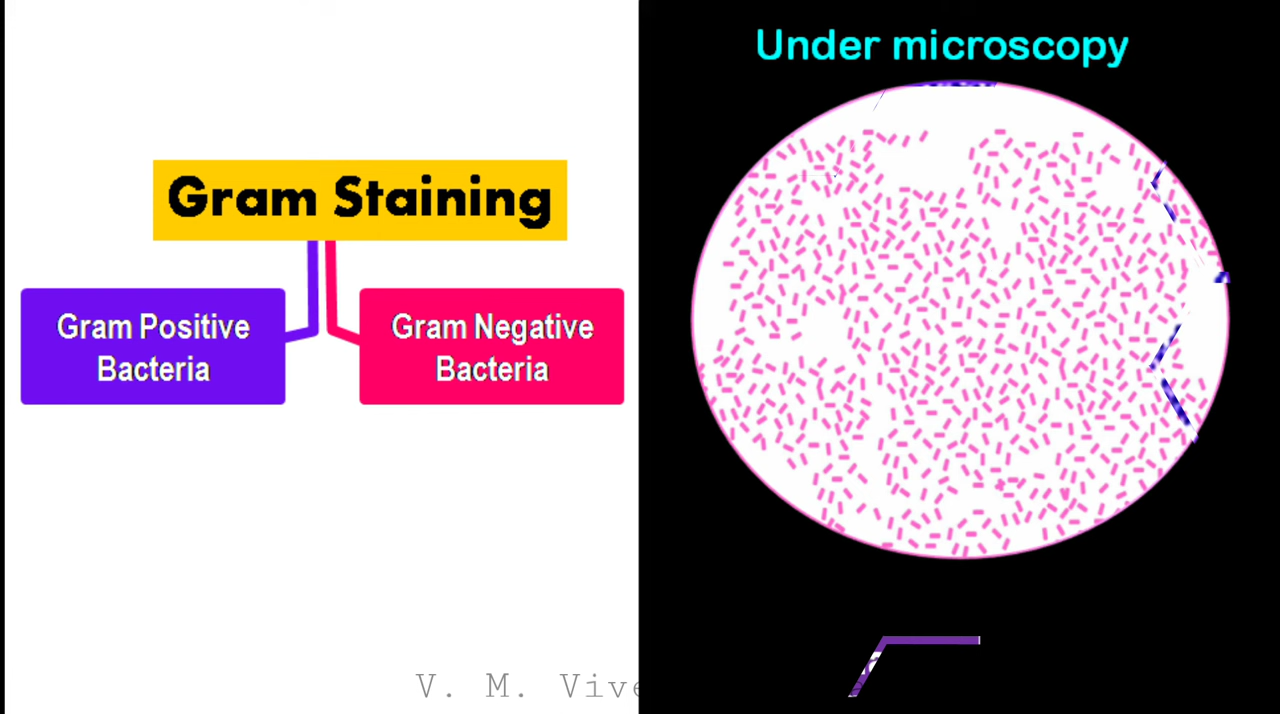 Under microscopy
Gram Staining
Gram Positive
Bacteria
Gram Negative
Bacteria
V. M.